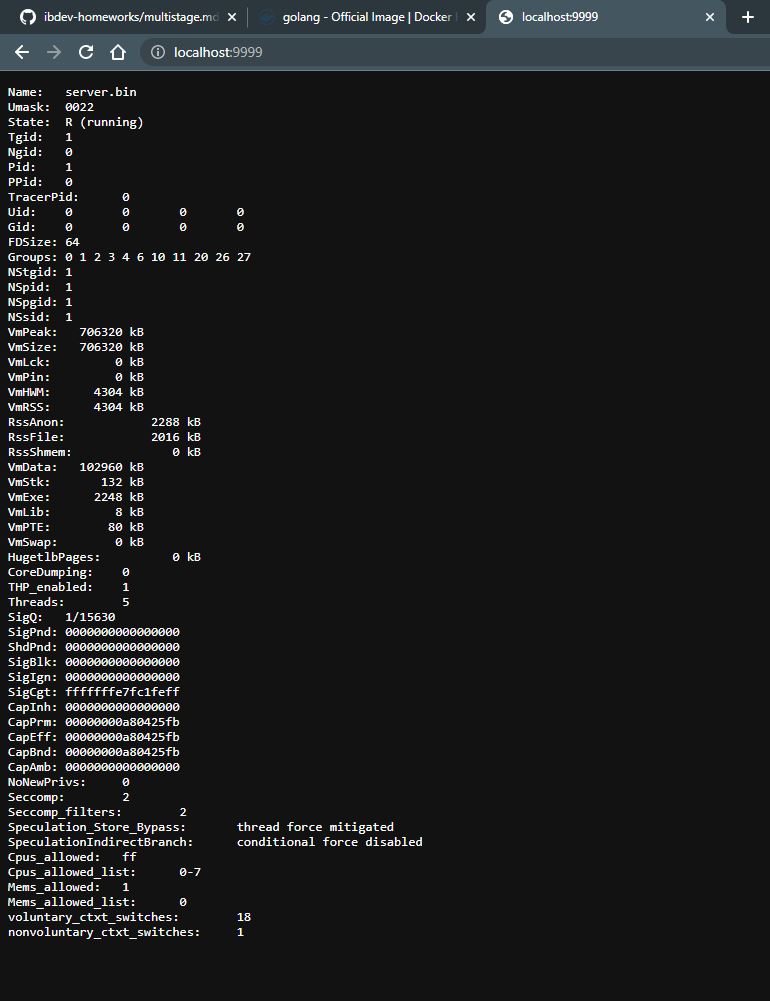 ibdev-homeworks/multistage.md
golang - Official Image | Docker
localhost:9999
localhost:9999
Name: server.bin
Umask: 0022
State: R (running)
Tgid: 1
Ngid: 0
Pid: 1
PPid: 0
TracerPid: 0
Uid: 0 0 0 0
Gid: 0 0 0 0
FDSize: 64
Groups: 0 1 2 3 4 6 10 11 20 26 27
NStgid: 1
NSpid: 1
NSpgid: 1
NSsid: 1
VmPeak: 706320 kB
VmSize: 706320 kB
VmLck: 0 kB
VmPin: 0 kB
VmHWM: 4304 kB
VmRSS: 4304 kB
RssAnon: 2288 kB
RssFile: 2016 kB
RssShmem: 0 kB
VmData: 102960 kB
VmStk: 132 kB
VmExe: 2248 kB
VmLib: 8 kB
VmPTE: 80 kB
VmSwap: 0 kB
HugetlbPages: 0 kB
CoreDumping: 0
THP_enabled: 1
Threads: 5
SigQ: 1/15630
SigPnd: 0000000000000000
ShdPnd: 0000000000000000
SigBlk: 0000000000000000
SigIgn: 0000000000000000
SigCgt: fffffffe7fc1feff
CapInh: 0000000000000000
CapPrm: 00000000a80425fb
CapEff: 00000000a80425fb
CapBnd: 00000000a80425fb
CapAmb: 0000000000000000
NoNewPrivs: 0
Seccomp: 2
Seccomp_filters: 2
Speculation_Store_Bypass: thread force mitigated
SpeculationIndirectBranch: conditional force disabled
Cpus_allowed: ff
Cpus_allowed_list: 0-7
Mems_allowed: 1
Mems_allowed_list: 0
voluntary_ctxt_switches: 18
nonvoluntary_ctxt_switches: 1